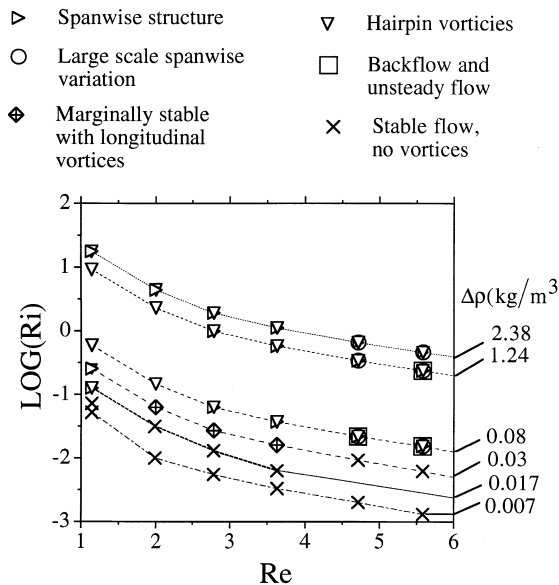 Spanwise structure
Large scale spanwise
variation
Marginally stable
with longitudinal
vortices
Hairpin vorticies
Backflow and
unsteady flow
Stable flow,
no vortices
LOG(Ri)
2
1
0
-1
-2
-3
1
2
3
4
5
6
Re
Δρ(kg/m³
2.38
1.24
0.08
0.03
0.017
0.007